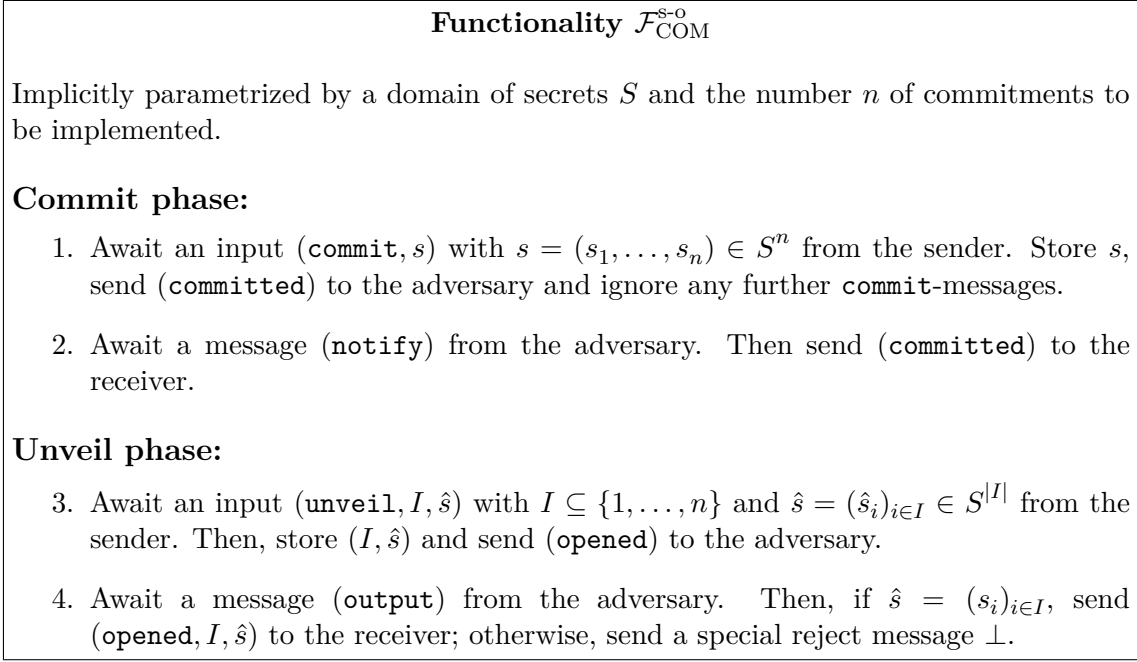 Functionality $\mathcal{F}_{\text{COM}}^{\text{s-o}}$
Implicitly parametrized by a domain of secrets $S$ and the number $n$ of commitments to
be implemented.
Commit phase:
1. Await an input (commit, $s$) with $s = (s_1, \ldots, s_n) \in S^n$ from the sender. Store $s$,
send (committed) to the adversary and ignore any further commit-messages.
2. Await a message (notify) from the adversary. Then send (committed) to the
receiver.
Unveil phase:
3. Await an input (unveil, $I, \hat{s}$) with $I \subseteq \{1, \ldots, n\}$ and $\hat{s} = (\hat{s}_i)_{i \in I} \in S^{|I|}$ from the
sender. Then, store $(I, \hat{s})$ and send (opened) to the adversary.
4. Await a message (output) from the adversary. Then, if $\hat{s} = (s_i)_{i \in I}$, send
(opened, $I, \hat{s}$) to the receiver; otherwise, send a special reject message $\bot$.